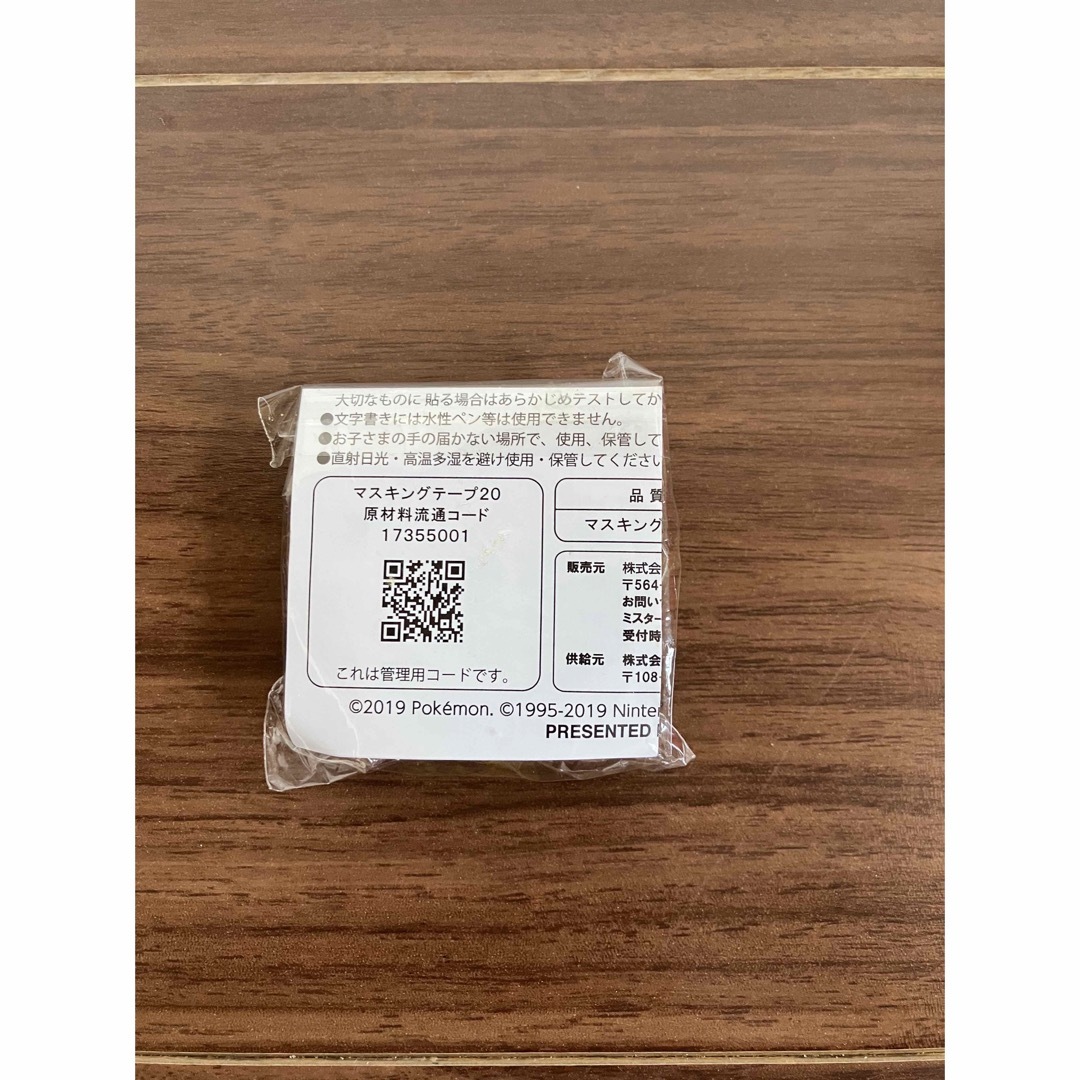 大切なものに貼る場合はあらかじめテストしてか
●文字書きには水性ペン等は使用できません。
●お子さまの手の届かない場所で、使用、保管して
●直射日光・高温多湿を避け使用・保管してください
マスキングテープ20
原材料流通コード
17355001
これは管理用コードです。
品質
マスキング
販売元 株式会
〒564-
お問い
ミスター
受付時
供給元 株式会
〒108-
©2019 Pokémon. ©1995-2019 Ninten
PRESENTED